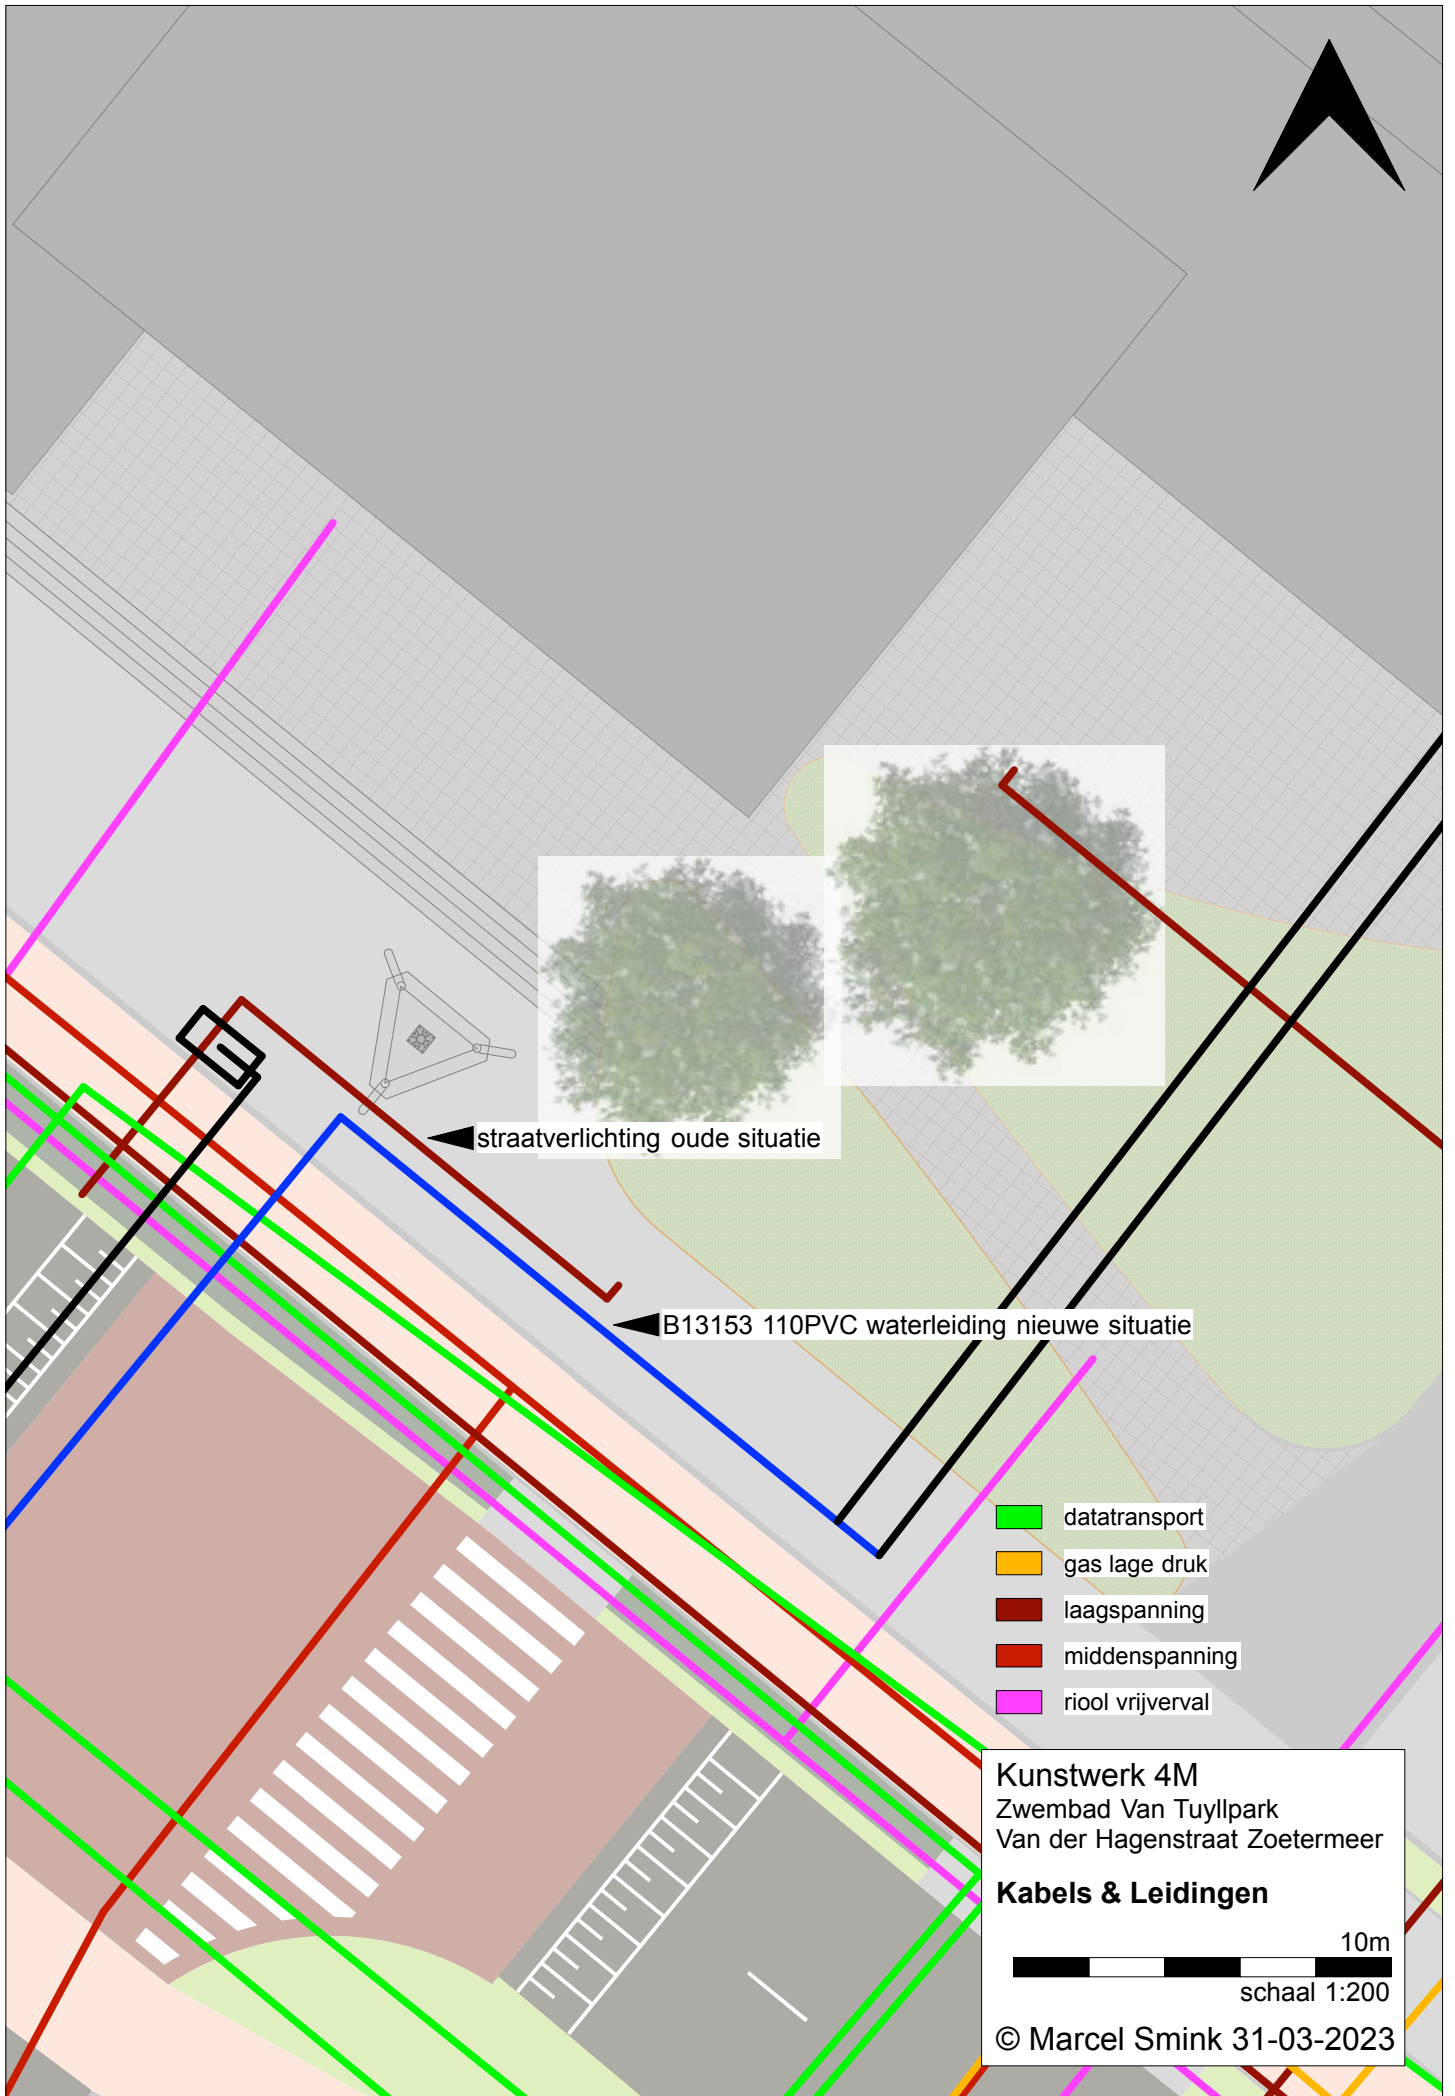 straatverlichting oude situatie
B13153 110PVC waterleiding nieuwe situatie
datatransport
gas lage druk
laagspanning
middenspanning
riool vrijverval
Kunstwerk 4M
Zwembad Van Tuyllpark
Van der Hagenstraat Zoetermeer
Kabels & Leidingen
10m
schaal 1:200
© Marcel Smink 31-03-2023